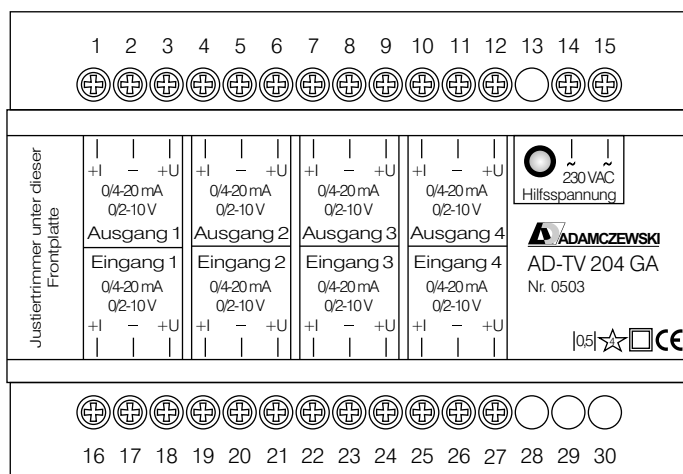 1 2 3 4 5 6 7 8 9 10 11 12 13 14 15
Justiertrimmer unter dieser
Frontplatte
+I – +U
0/4-20 mA
0/2-10 V
Ausgang 1
+I – +U
0/4-20 mA
0/2-10 V
Ausgang 2
+I – +U
0/4-20 mA
0/2-10 V
Ausgang 3
+I – +U
0/4-20 mA
0/2-10 V
Ausgang 4
~ ~
230 VAC
Hilfsspannung
Eingang 1
0/4-20 mA
0/2-10 V
+I – +U
Eingang 2
0/4-20 mA
0/2-10 V
+I – +U
Eingang 3
0/4-20 mA
0/2-10 V
+I – +U
Eingang 4
0/4-20 mA
0/2-10 V
+I – +U
ADAMCZEWSKI
AD-TV 204 GA
Nr. 0503
0,5 4 CE
16 17 18 19 20 21 22 23 24 25 26 27 28 29 30